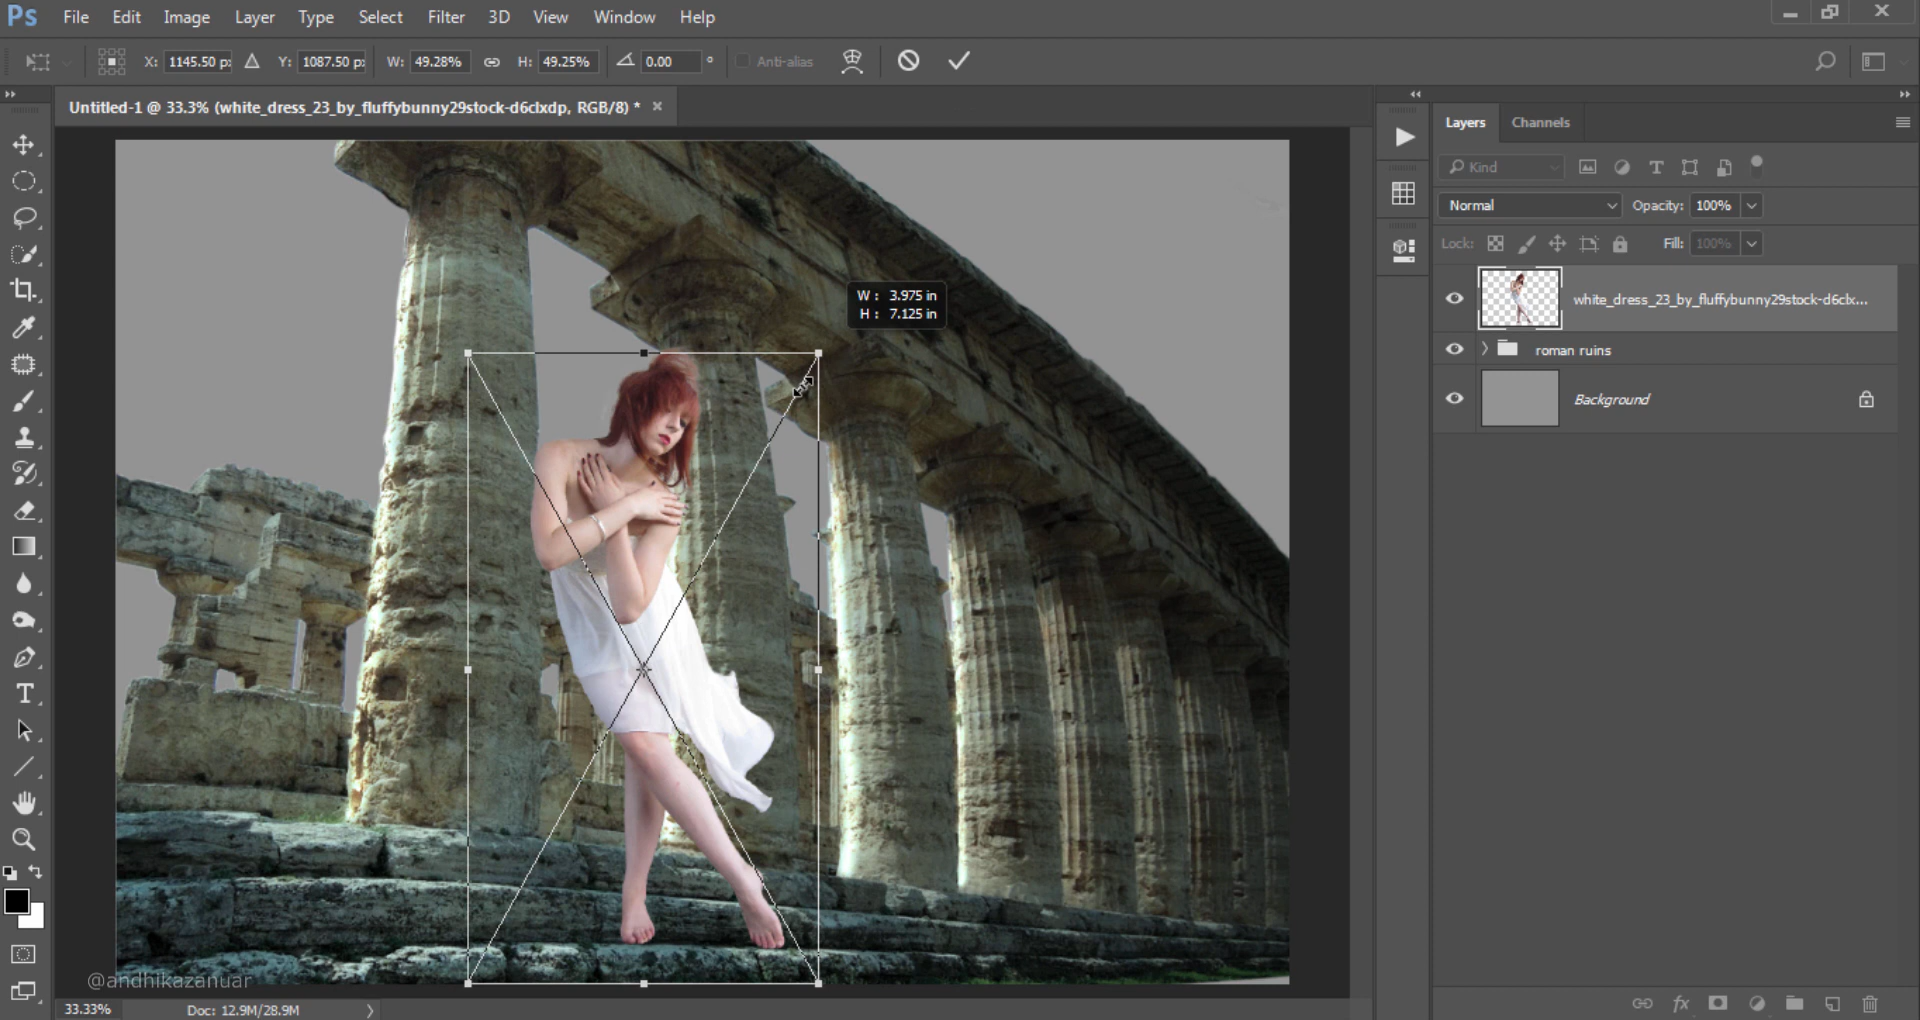 Ps File Edit Image Layer Type Select Filter 3D View Window Help
X: 1145.50 p: Y: 1087.50 p: W: 49.28% H: 49.25% 0.00 ° Anti-alias
Untitled-1 @ 33.3% (white_dress_23_by_fluffybunny29stock-d6clxdp, RGB/8) * ×
Layers Channels
Kind
Normal Opacity: 100%
Lock: Fill: 100%
white_dress_23_by_fluffybunny29stock-d6clx...
roman ruins
Background
W : 3.975 in
H : 7.125 in
@andhikazanuar
33.33% Doc: 12.9M/28.9M
fx